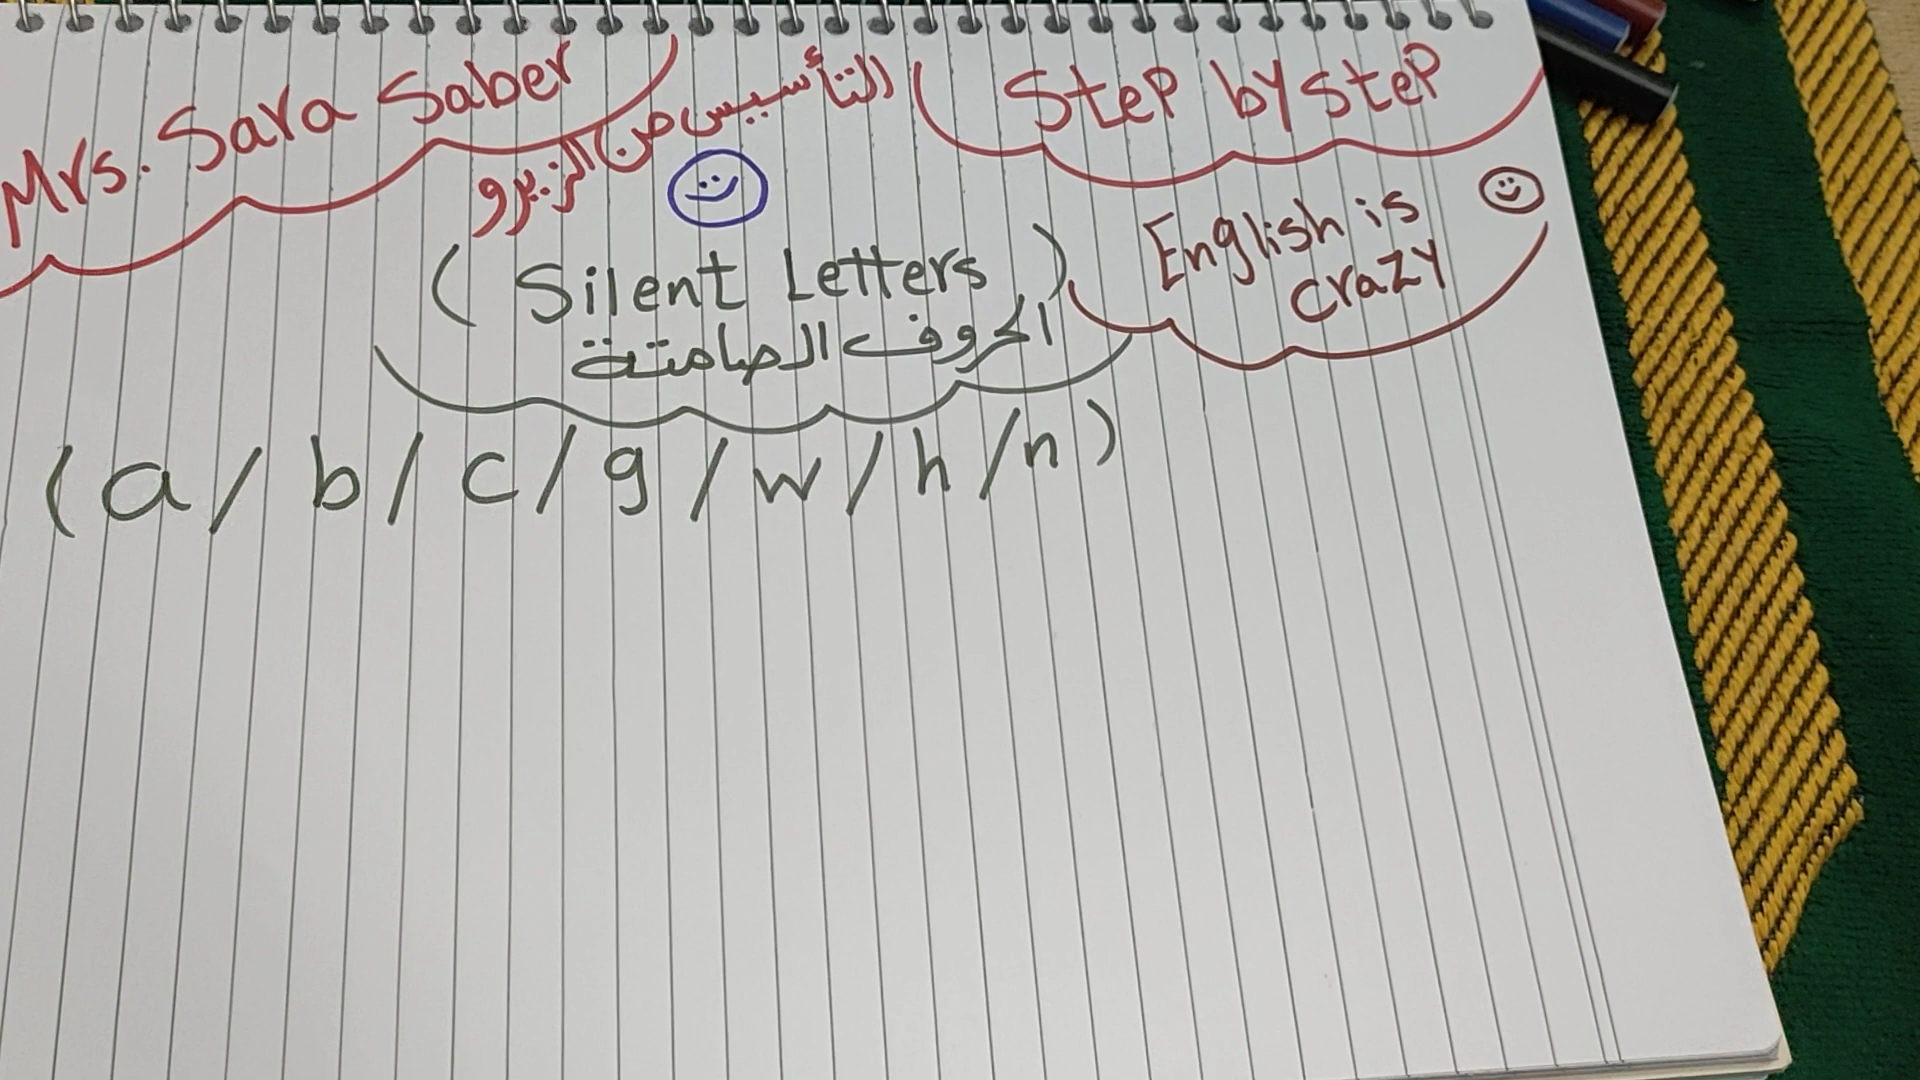 Mrs. Sara Saber
التأسيس من الزيرو
Step by step
English is
crazy
( Silent Letters )
الحروف الصامتة
( a / b / c / g / w / h / n )